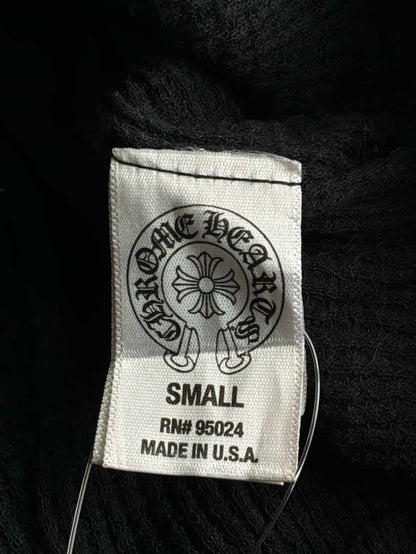 CHROME HEARTS
SMALL
RN# 95024
MADE IN U.S.A.